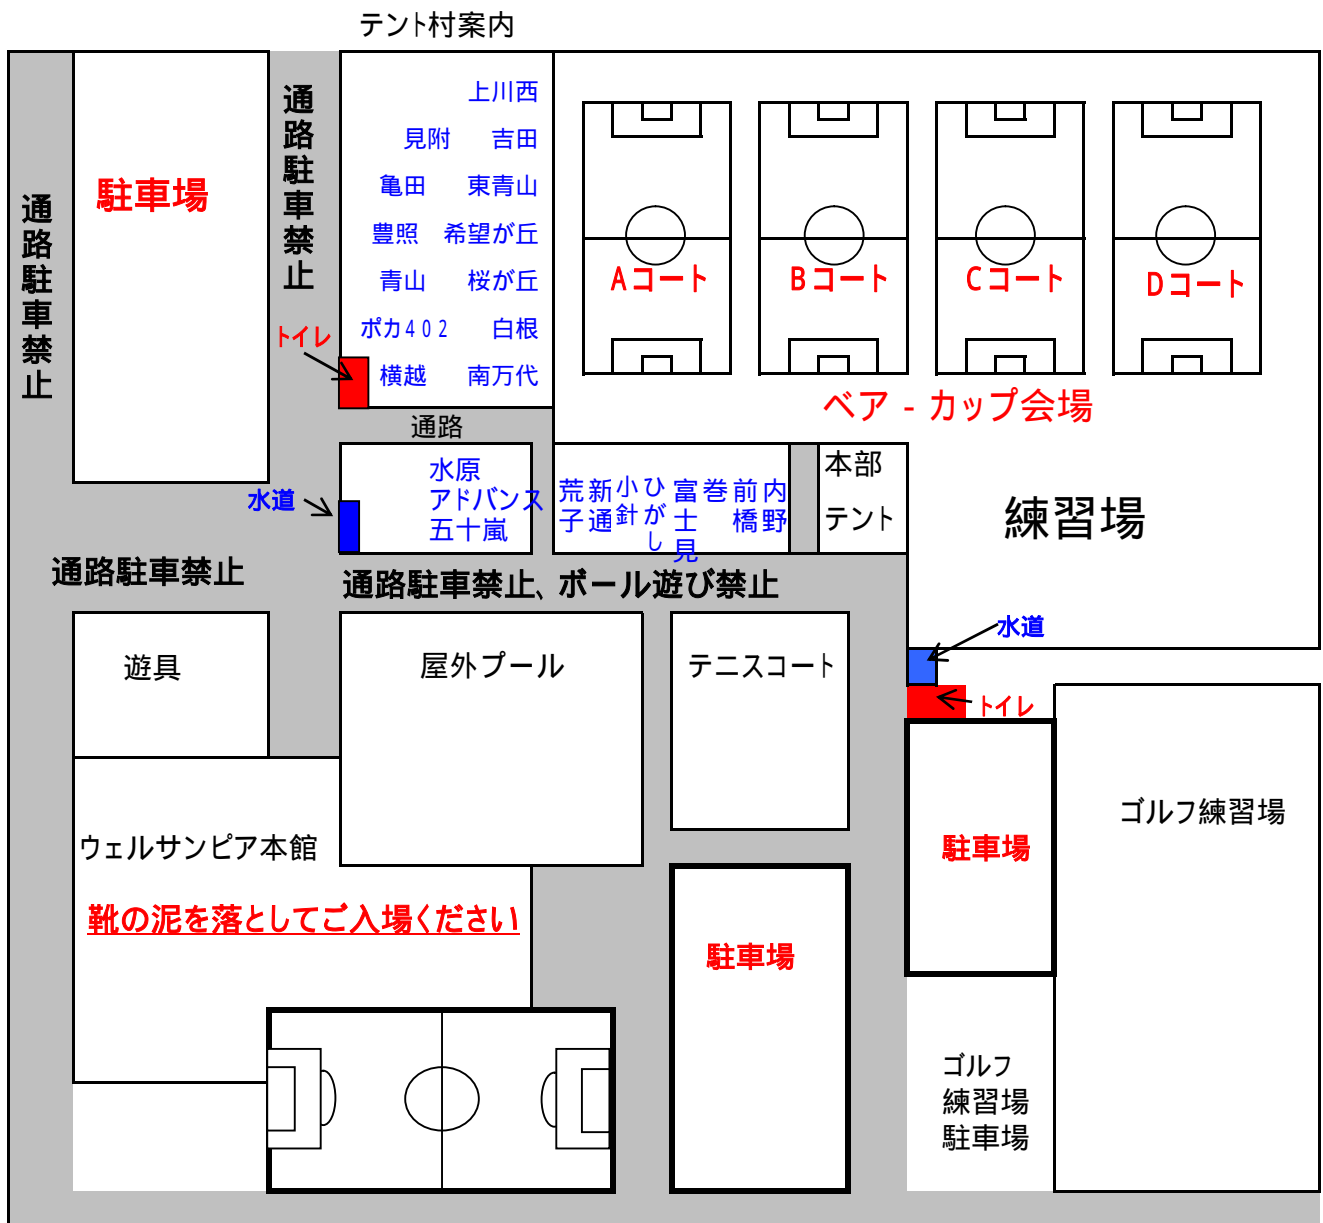 テント村案内
通路駐車禁止
駐車場
通路駐車禁止
上川西
見附 吉田
亀田 東青山
豊照 希望が丘
青山 桜が丘
ポカ402 白根
横越 南万代
トイレ
Aコート
Bコート
Cコート
Dコート
ベア - カップ会場
通路
水原
アドバンス
五十嵐
水道
荒子
新通
小針
ひがし
富士見
巻
前橋
内野
本部
テント
練習場
通路駐車禁止
通路駐車禁止、ボール遊び禁止
水道
トイレ
遊具
屋外プール
テニスコート
ゴルフ練習場
ウェルサンピア本館
駐車場
靴の泥を落としてご入場ください
駐車場
ゴルフ
練習場
駐車場